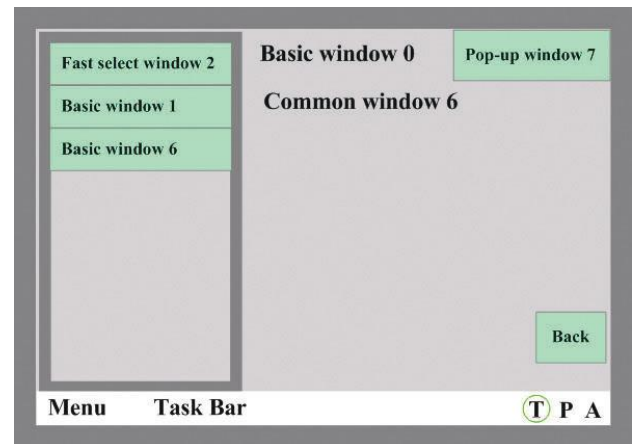 Fast select window 2
Basic window 1
Basic window 6
Basic window 0
Pop-up window 7
Common window 6
Back
Menu Task Bar T P A